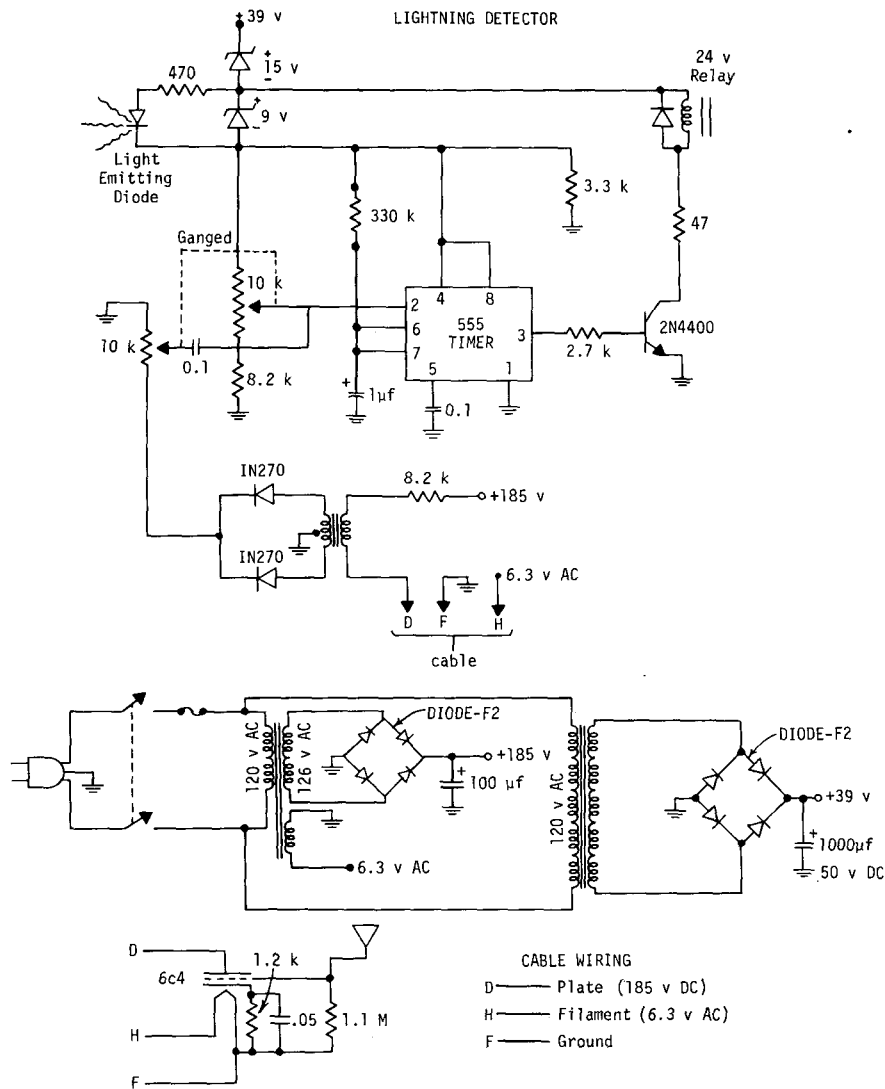 LIGHTNING DETECTOR
+39 v
+
15 v
-
24 v
Relay
470
+
9 v
-
Light
Emitting
Diode
3.3 k
330 k
47
Ganged
10 k
2
4
8
555
TIMER
3
6
7
5
1
2N4400
2.7 k
10 k
0.1
8.2 k
+
1µf
0.1
IN270
8.2 k
+185 v
IN270
6.3 v AC
D F H
cable
DIODE-F2
120 v AC
126 v AC
+185 v
+
100 µf
6.3 v AC
120 v AC
DIODE-F2
+39 v
+
1000µf
50 v DC
D
1.2 k
6c4
.05
1.1 M
H
F
CABLE WIRING
D Plate (185 v DC)
H Filament (6.3 v AC)
F Ground